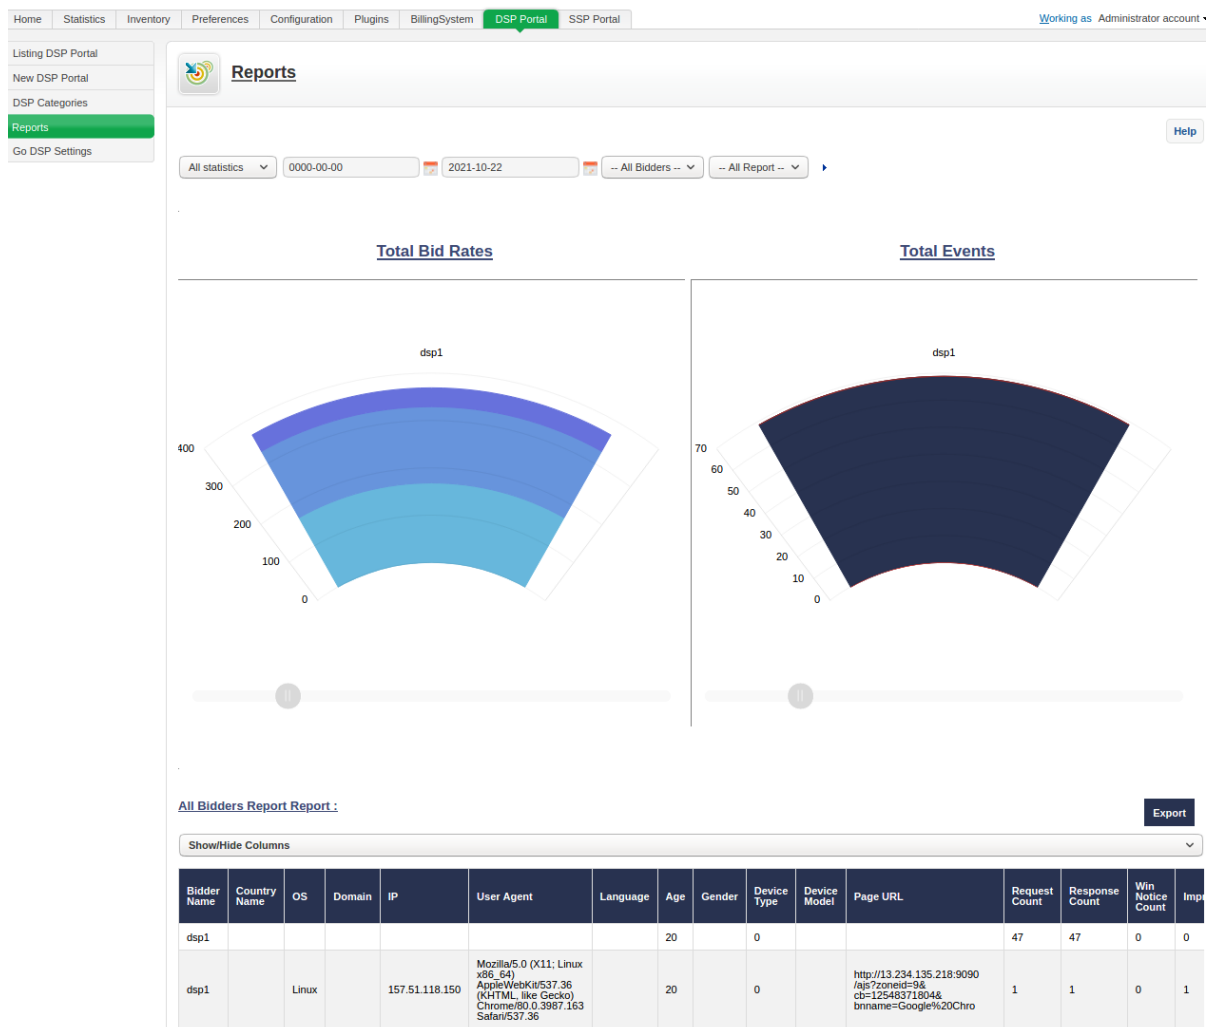 Home Statistics Inventory Preferences Configuration Plugins BillingSystem DSP Portal SSP Portal Working as Administrator account
Listing DSP Portal
New DSP Portal
DSP Categories
Reports
Go DSP Settings
Reports
Help
All statistics 0000-00-00 2021-10-22 -- All Bidders -- -- All Report --
Total Bid Rates
dsp1
400
300
200
100
0
Total Events
dsp1
70
60
50
40
30
20
10
0
All Bidders Report Report :
Export
Show/Hide Columns
Bidder Name Country Name OS Domain IP User Agent Language Age Gender Device Type Device Model Page URL Request Count Response Count Win Notice Count Impr
dsp1 20 0 47 47 0 0
dsp1 Linux 157.51.118.150
Mozilla/5.0 (X11; Linux
x86_64)
AppleWebKit/537.36
(KHTML, like Gecko)
Chrome/80.0.3987.163
Safari/537.36
20 0
http://13.234.135.218:9090
/ajs?zoneid=9&
cb=12548371804&
bnname=Google%20Chro
1 1 0 1